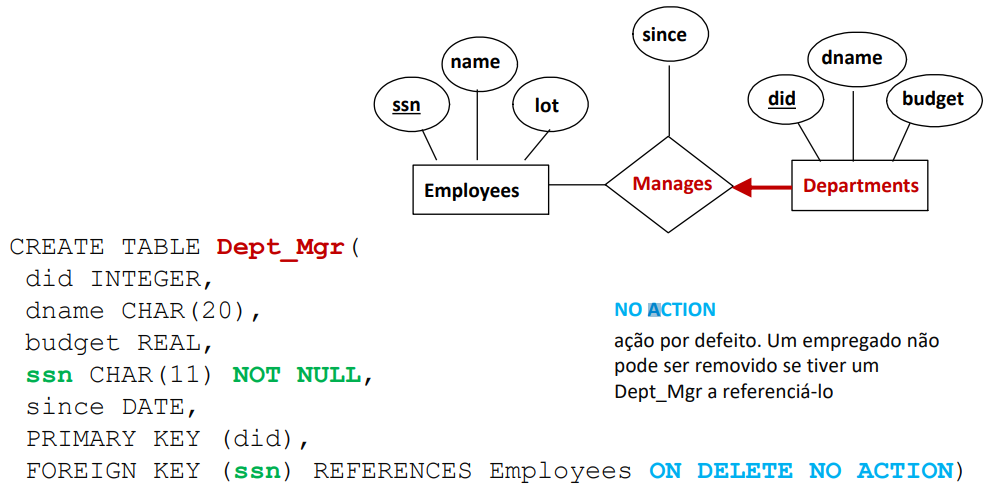 since
dname
name
did
budget
ssn
lot
Employees
Manages
Departments
CREATE TABLE Dept_Mgr(
did INTEGER,
dname CHAR(20),
budget REAL,
ssn CHAR(11) NOT NULL,
since DATE,
PRIMARY KEY (did),
FOREIGN KEY (ssn) REFERENCES Employees ON DELETE NO ACTION)
NO ACTION
ação por defeito. Um empregado não
pode ser removido se tiver um
Dept_Mgr a referenciá-lo